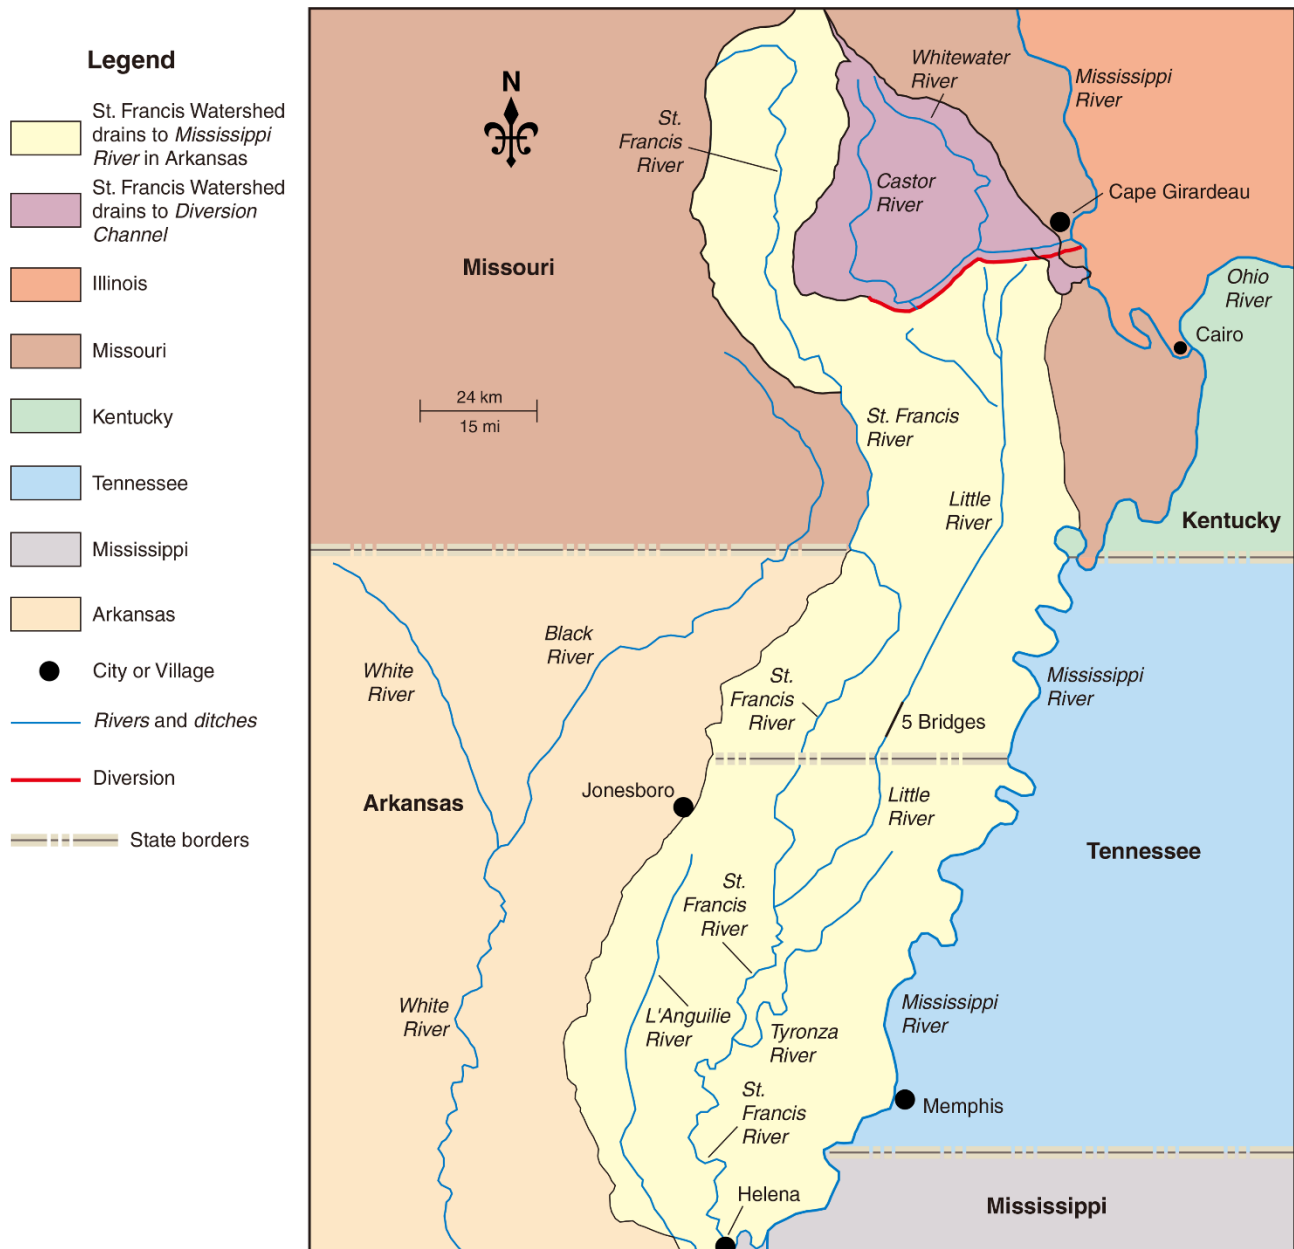 Legend
St. Francis Watershed
drains to Mississippi
River in Arkansas
St. Francis Watershed
drains to Diversion
Channel
Illinois
Missouri
Kentucky
Tennessee
Mississippi
Arkansas
City or Village
Rivers and ditches
Diversion
State borders
N
Whitewater
River
Mississippi
River
St.
Francis
River
Castor
River
Cape Girardeau
Missouri
Ohio
River
Cairo
24 km
15 mi
St. Francis
River
Little
River
Kentucky
Black
River
White
River
St.
Francis
River
Mississippi
River
5 Bridges
Jonesboro
Arkansas
Little
River
Tennessee
St.
Francis
River
White
River
L'Anguilie
River
Tyronza
River
Mississippi
River
St.
Francis
River
Memphis
Helena
Mississippi